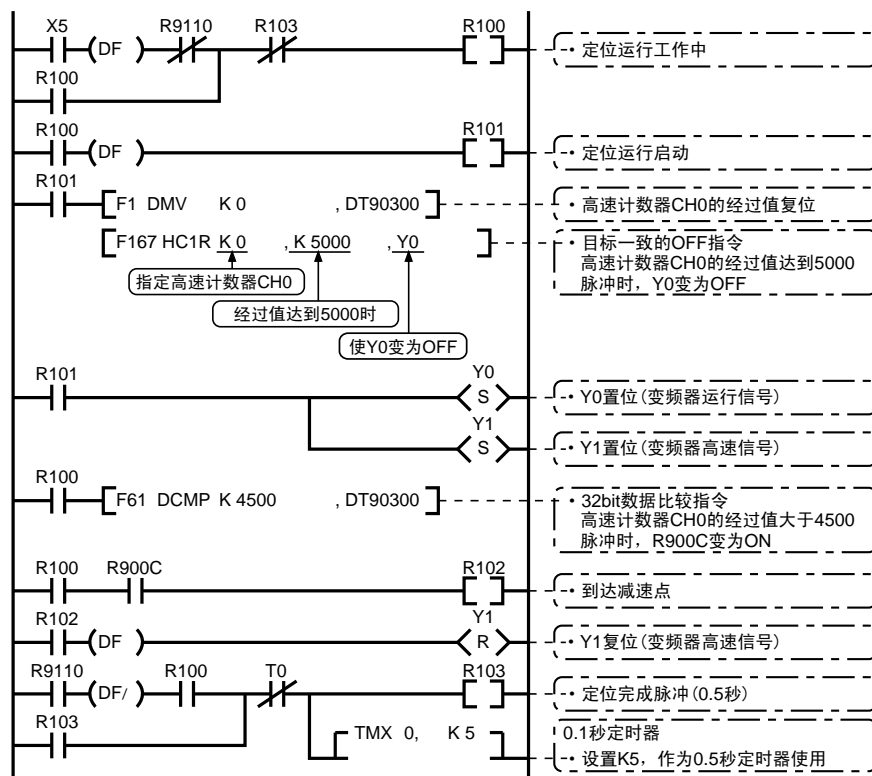 X5 R9110 R103 R100
(DF) • 定位运行工作中
R100
R100 R101
(DF) • 定位运行启动
R101
F1 DMV K 0 , DT90300 • 高速计数器CH0的经过值复位
F167 HC1R K 0 , K 5000 , Y0 • 目标一致的OFF指令
高速计数器CH0的经过值达到5000
脉冲时，Y0变为OFF
指定高速计数器CH0
经过值达到5000时
使Y0变为OFF
R101 Y0
S • Y0置位(变频器运行信号)
Y1
S • Y1置位(变频器高速信号)
R100
F61 DCMP K 4500 , DT90300 • 32bit数据比较指令
高速计数器CH0的经过值大于4500
脉冲时，R900C变为ON
R100 R900C R102
• 到达减速点
R102 Y1
(DF) R • Y1复位(变频器高速信号)
R9110 R100 T0 R103
(DF/) • 定位完成脉冲(0.5秒)
R103
TMX 0, K 5 0.1秒定时器
• 设置K5，作为0.5秒定时器使用